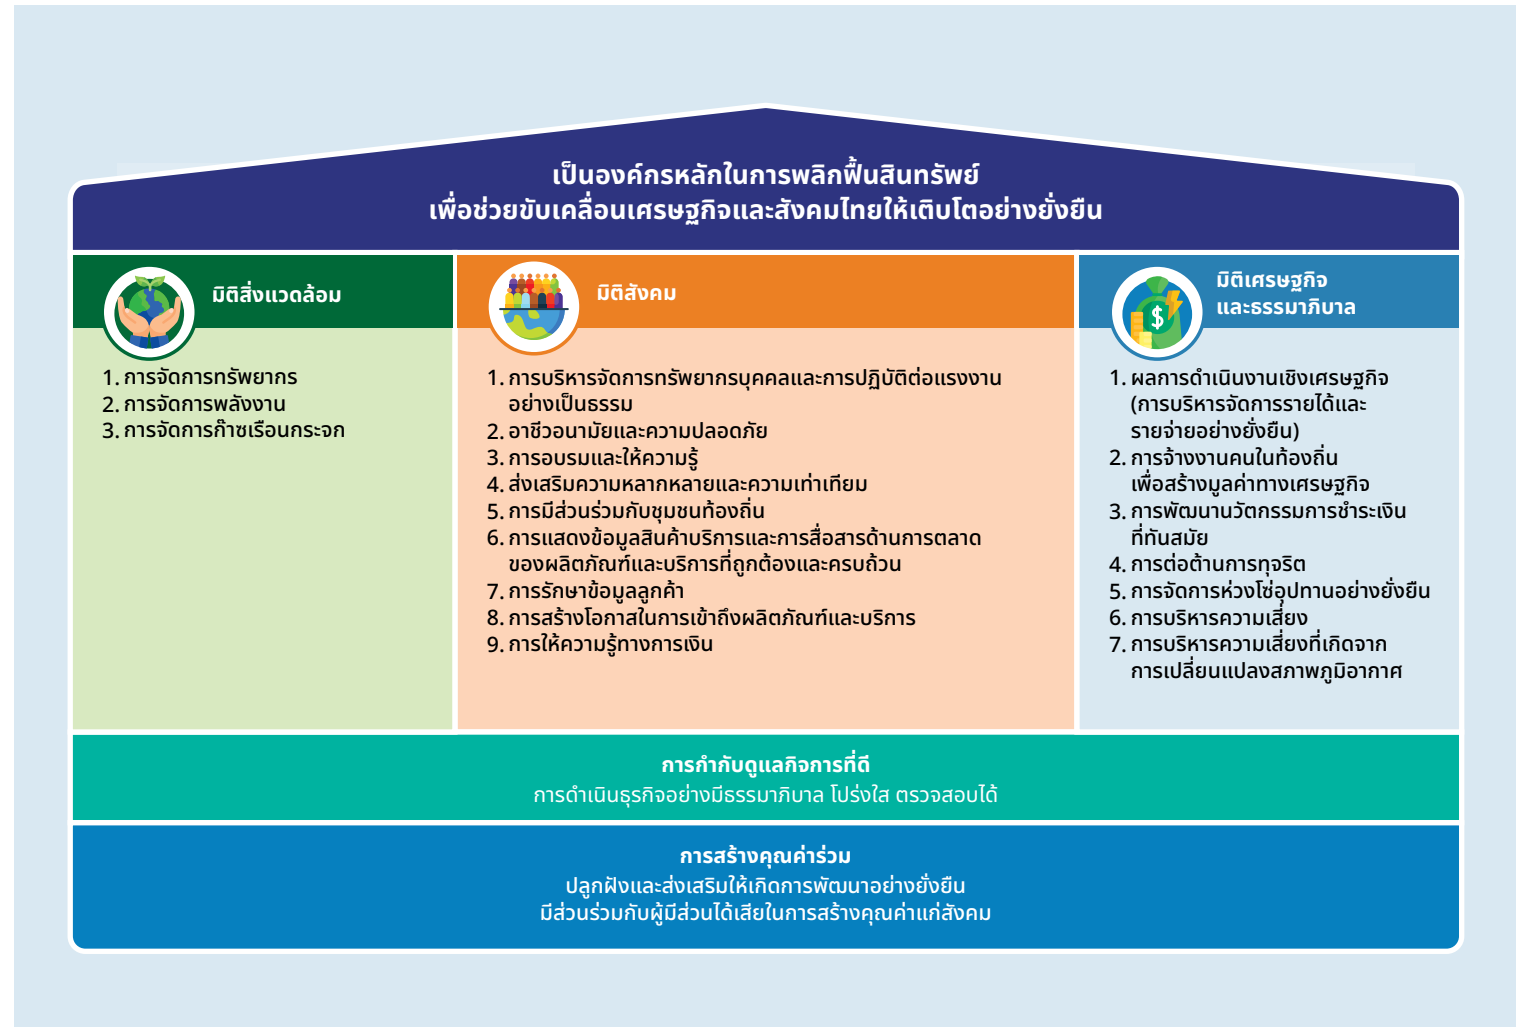 เป็นองค์กรหลักในการพลิกฟื้นสินทรัพย์
เพื่อช่วยขับเคลื่อนเศรษฐกิจและสังคมไทยให้เติบโตอย่างยั่งยืน
มิติสิ่งแวดล้อม
1. การจัดการทรัพยากร
2. การจัดการพลังงาน
3. การจัดการก๊าซเรือนกระจก
มิติสังคม
1. การบริหารจัดการทรัพยากรบุคคลและการปฏิบัติต่อแรงงาน
อย่างเป็นธรรม
2. อาชีวอนามัยและความปลอดภัย
3. การอบรมและให้ความรู้
4. ส่งเสริมความหลากหลายและความเท่าเทียม
5. การมีส่วนร่วมกับชุมชนท้องถิ่น
6. การแสดงข้อมูลสินค้าบริการและการสื่อสารด้านการตลาด
ของผลิตภัณฑ์และบริการที่ถูกต้องและครบถ้วน
7. การรักษาข้อมูลลูกค้า
8. การสร้างโอกาสในการเข้าถึงผลิตภัณฑ์และบริการ
9. การให้ความรู้ทางการเงิน
มิติเศรษฐกิจ
และธรรมาภิบาล
$
1. ผลการดำเนินงานเชิงเศรษฐกิจ
(การบริหารจัดการรายได้และ
รายจ่ายอย่างยั่งยืน)
2. การจ้างงานคนในท้องถิ่น
เพื่อสร้างมูลค่าทางเศรษฐกิจ
3. การพัฒนานวัตกรรมการชำระเงิน
ที่ทันสมัย
4. การต่อต้านการทุจริต
5. การจัดการห่วงโซ่อุปทานอย่างยั่งยืน
6. การบริหารความเสี่ยง
7. การบริหารความเสี่ยงที่เกิดจาก
การเปลี่ยนแปลงสภาพภูมิอากาศ
การกำกับดูแลกิจการที่ดี
การดำเนินธุรกิจอย่างมีธรรมาภิบาล โปร่งใส ตรวจสอบได้
การสร้างคุณค่าร่วม
ปลูกฝังและส่งเสริมให้เกิดการพัฒนาอย่างยั่งยืน
มีส่วนร่วมกับผู้มีส่วนได้เสียในการสร้างคุณค่าแก่สังคม